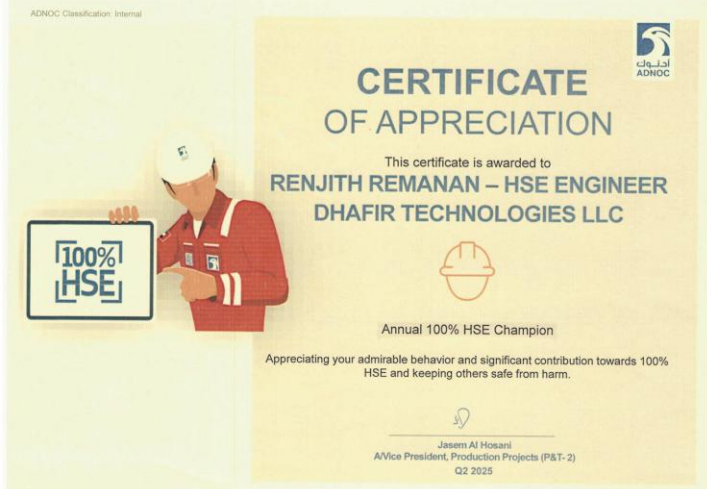 ADNOC Classification: Internal
أدنوك
ADNOC
CERTIFICATE
OF APPRECIATION
This certificate is awarded to
RENJITH REMANAN – HSE ENGINEER
DHAFIR TECHNOLOGIES LLC
100%
HSE
Annual 100% HSE Champion
Appreciating your admirable behavior and significant contribution towards 100%
HSE and keeping others safe from harm.
Jasem Al Hosani
A/Vice President, Production Projects (P&T- 2)
Q2 2025